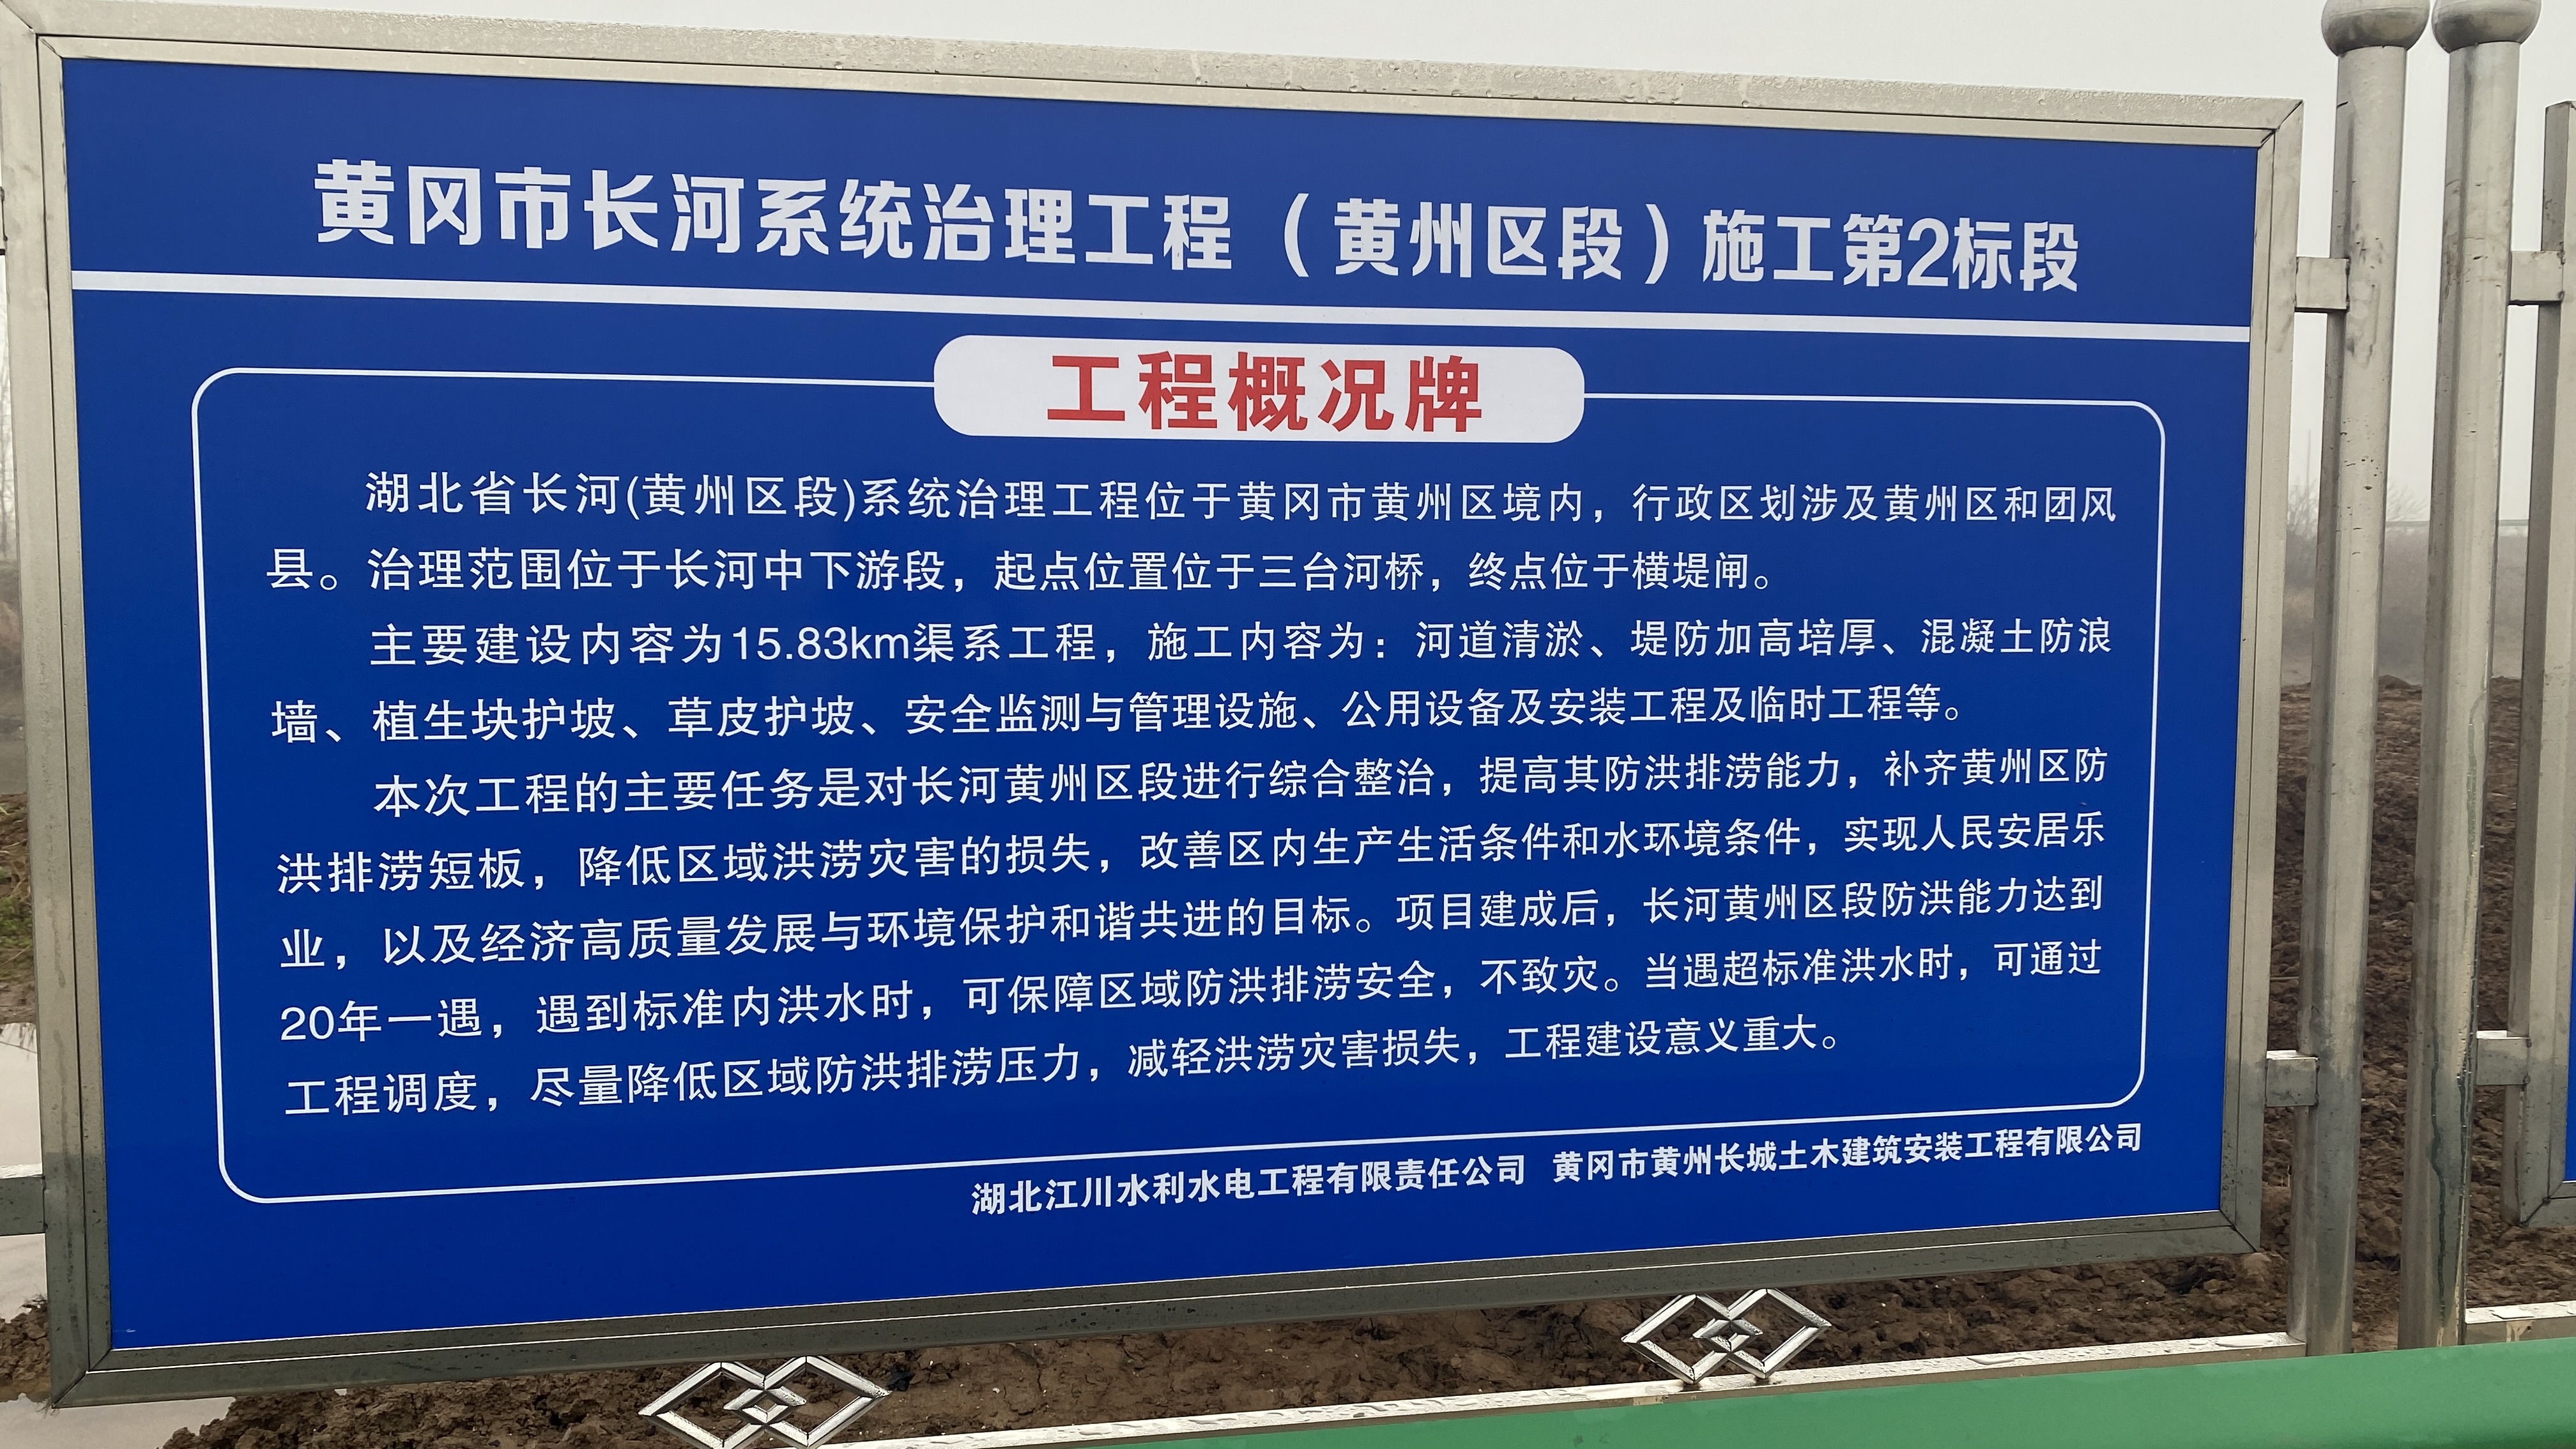 黄冈市长河系统治理工程（黄州区段）施工第2标段
工程概况牌
湖北省长河(黄州区段)系统治理工程位于黄冈市黄州区境内，行政区划涉及黄州区和团风
县。治理范围位于长河中下游段，起点位置位于三台河桥，终点位于横堤闸。
主要建设内容为15.83km渠系工程，施工内容为：河道清淤、堤防加高培厚、混凝土防浪
墙、植生块护坡、草皮护坡、安全监测与管理设施、公用设备及安装工程及临时工程等。
本次工程的主要任务是对长河黄州区段进行综合整治，提高其防洪排涝能力，补齐黄州区防
洪排涝短板，降低区域洪涝灾害的损失，改善区内生产生活条件和水环境条件，实现人民安居乐
业，以及经济高质量发展与环境保护和谐共进的目标。项目建成后，长河黄州区段防洪能力达到
20年一遇，遇到标准内洪水时，可保障区域防洪排涝安全，不致灾。当遇超标准洪水时，可通过
工程调度，尽量降低区域防洪排涝压力，减轻洪涝灾害损失，工程建设意义重大。
湖北江川水利水电工程有限责任公司 黄冈市黄州长城土木建筑安装工程有限公司